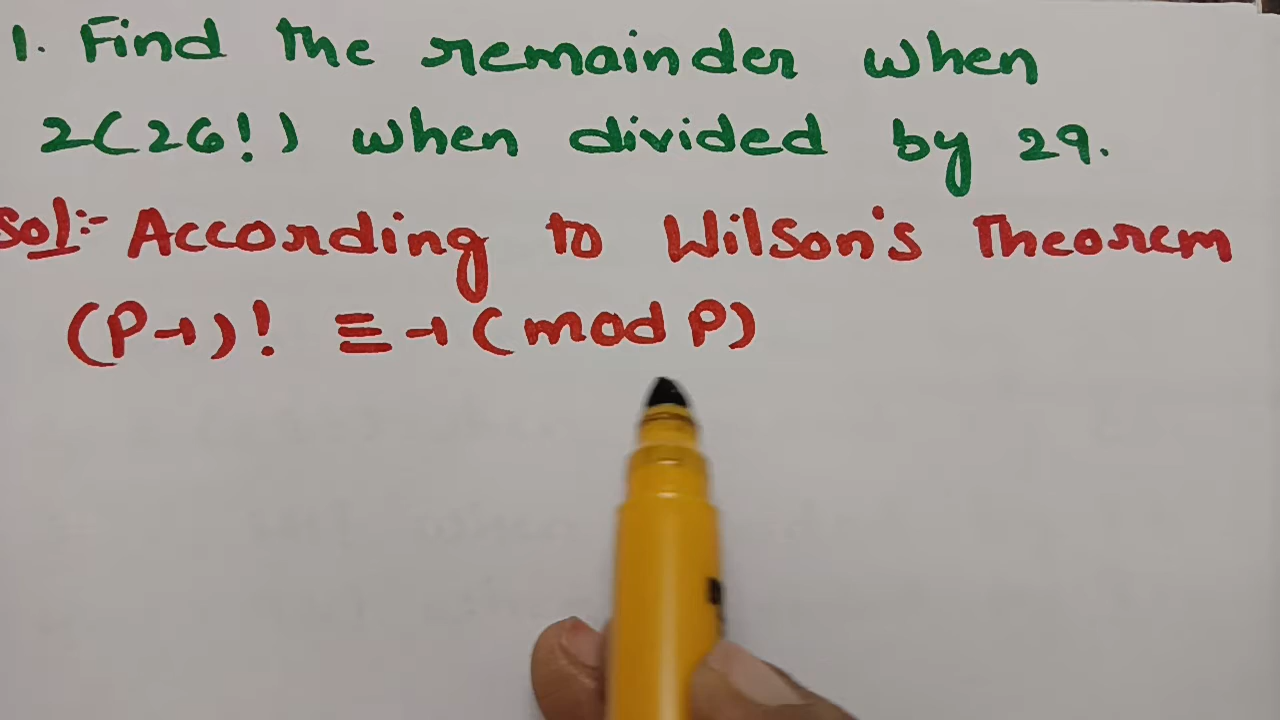 1. Find the remainder when
2(26!) when divided by 29.
Sol:- According to Wilson's Theorem
(P-1)! ≡ -1 (mod P)